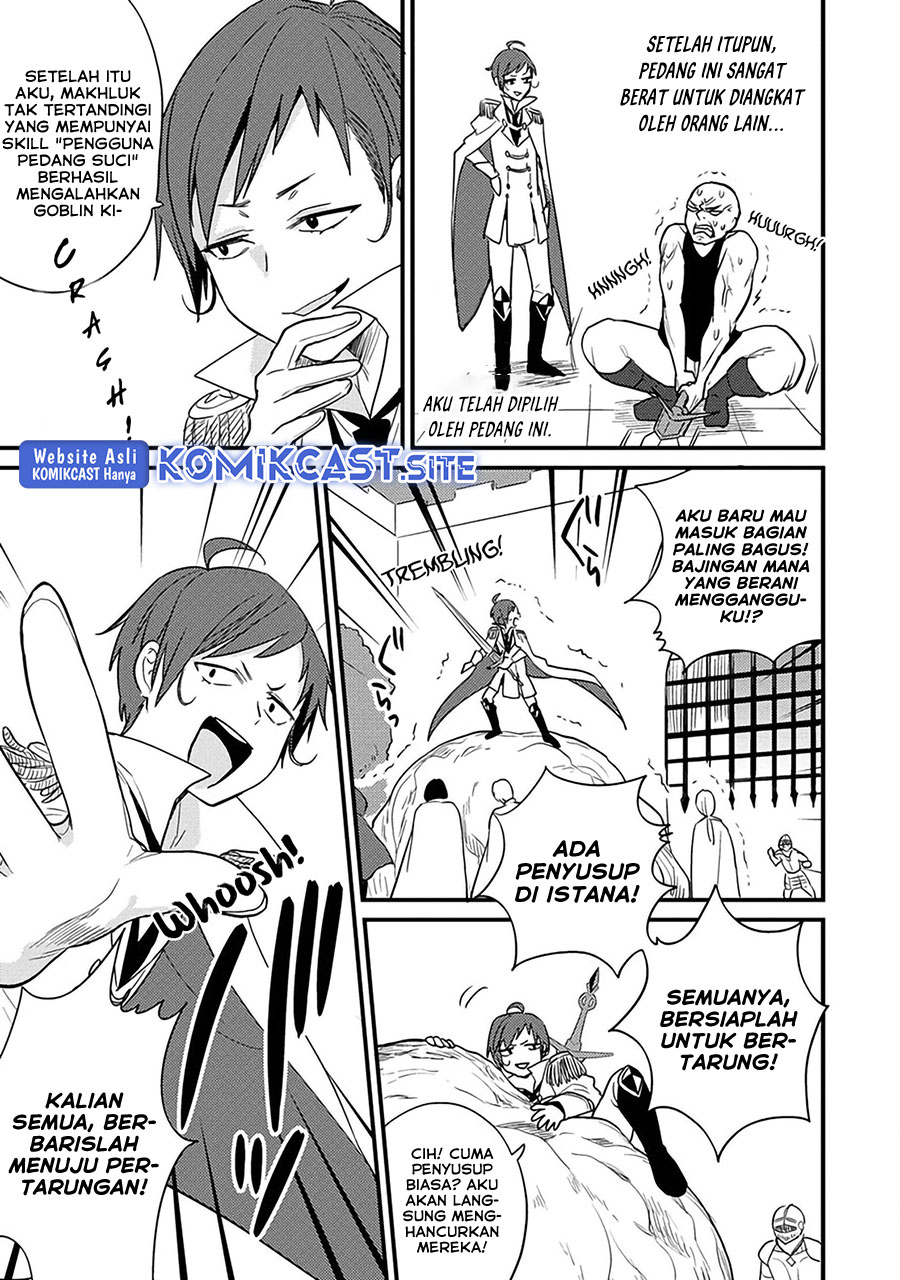 SETELAH ITUPUN,
PEDANG INI SANGAT
BERAT UNTUK DIANGKAT
OLEH ORANG LAIN...
HUUURGH!
HNNNGH!
AKU TELAH DIPILIH
OLEH PEDANG INI.
SETELAH ITU
AKU, MAKHLUK
TAK TERTANDINGI
YANG MEMPUNYAI
SKILL "PENGGUNA
PEDANG SUCI"
BERHASIL
MENGALAHKAN
GOBLIN KI-
CRASH!
Website Asli
KOMIKCAST Hanya
KOMIKCAST.SITE
AKU BARU MAU
MASUK BAGIAN
PALING BAGUS!
BAJINGAN MANA
YANG BERANI
MENGGANGGU-
KU!?
TREMBLING!
ADA
PENYUSUP
DI ISTANA!
SEMUANYA,
BERSIAPLAH
UNTUK BER-
TARUNG!
CIH! CUMA
PENYUSUP
BIASA? AKU
AKAN LANG-
SUNG MENG-
HANCURKAN
MEREKA!
Whoosh!
KALIAN
SEMUA, BER-
BARISLAH
MENUJU PER-
TARUNGAN!